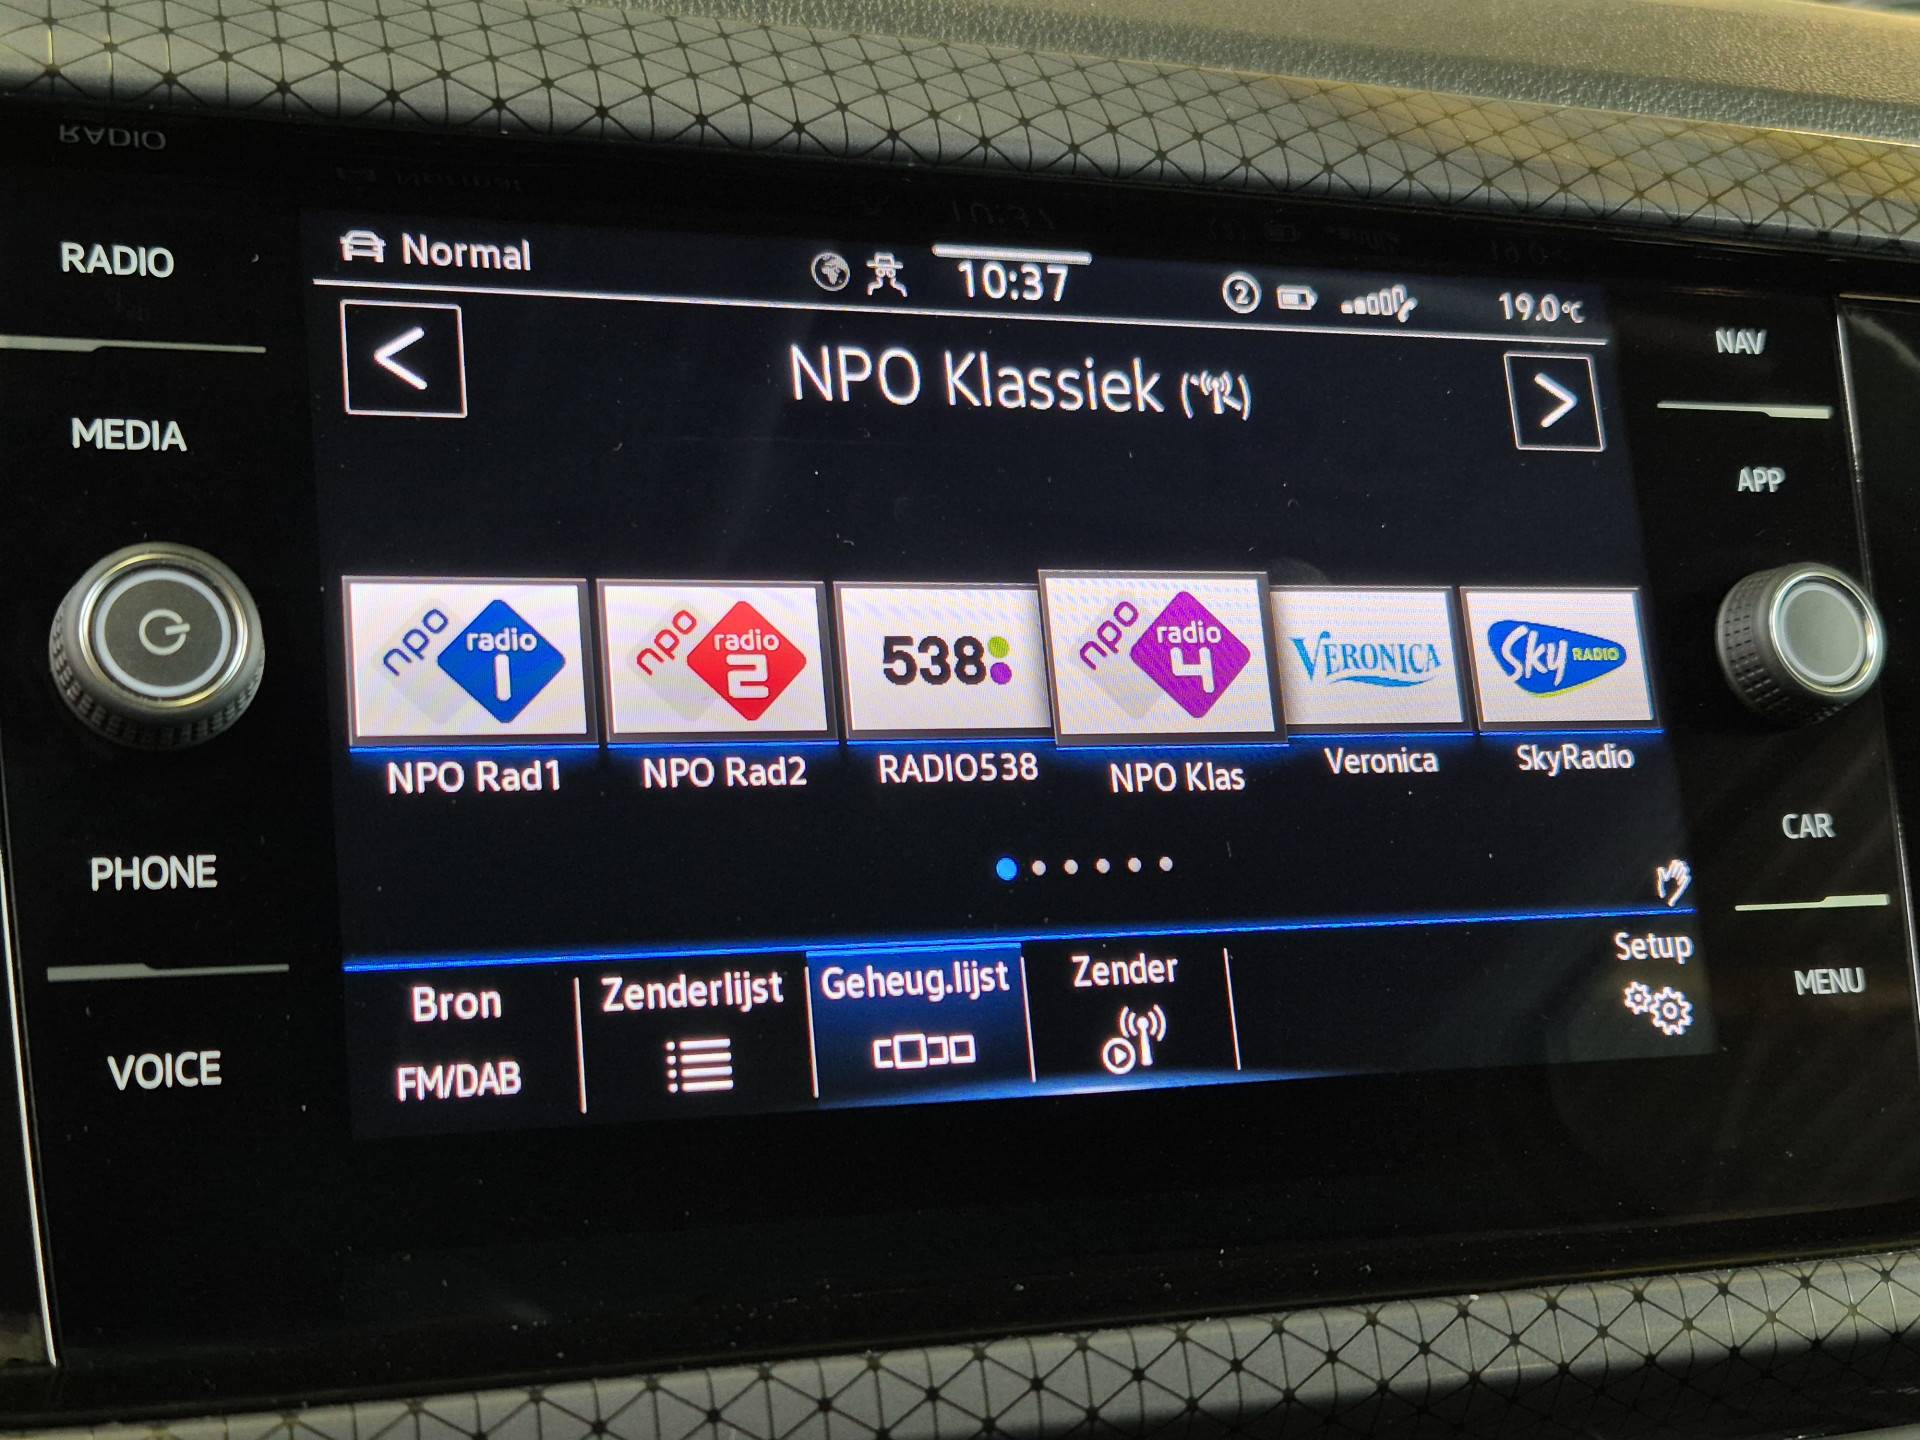 RADIO
Normal
10:37
2
19.0°C
NAV
NPO Klassiek
MEDIA
APP
npo radio 1
npo radio 2
538
npo radio 4
VERONICA
Sky RADIO
NPO Rad1
NPO Rad2
RADIO538
NPO Klas
Veronica
SkyRadio
PHONE
CAR
Bron
FM/DAB
Zenderlijst
Geheug.lijst
Zender
Setup
MENU
VOICE